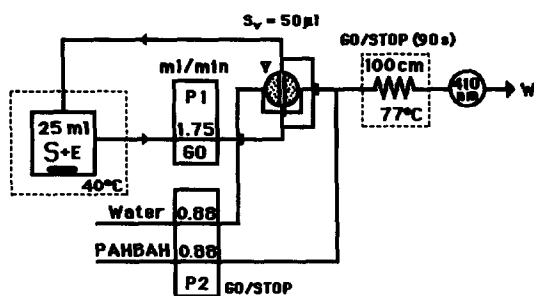 Sv = 50µl
GO/STOP (90s)
ml/min
V
100cm
P1
410
nm
W
25 ml
1.75
77°C
S+E
GO
40°C
Water
0.88
PAHBAH
0.88
P2
GO/STOP